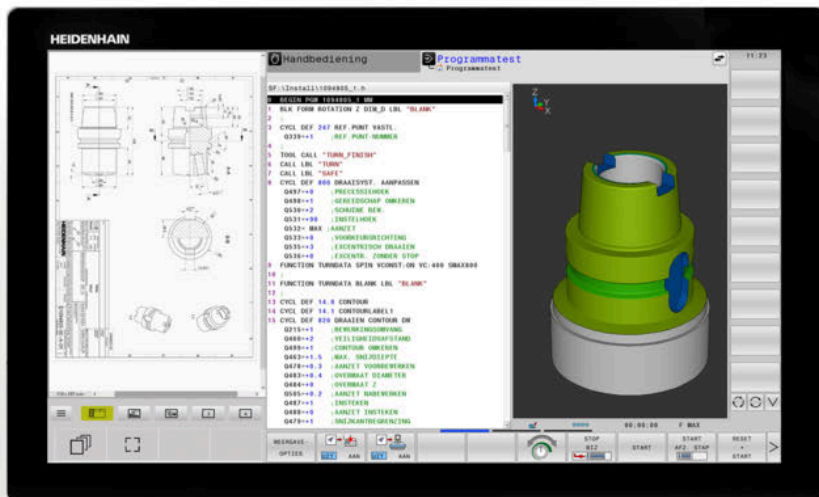 HEIDENHAIN
Handbediening
Programmatest
Programmatest
11:23
SF:\Install\1094805_1.h
0 BEGIN PGM 1094805_1 MM
1 BLK FORM ROTATION Z DIM_D LBL "BLANK"
2 ;
3 CYCL DEF 247 REF.PUNT VASTL.
Q339=+1 ;REF.PUNT-NUMMER
4 ;
5 TOOL CALL "TURN_FINISH"
6 CALL LBL "TURN"
7 CALL LBL "SAFE"
8 CYCL DEF 800 DRAAISYST. AANPASSEN
Q497=+0 ;PRECESSIEHOEK
Q498=+1 ;GEREEDSCHAP OMKEREN
Q530=+2 ;SCHUINE BEW.
Q531=+90 ;INSTELHOEK
Q532= MAX ;AANZET
Q533=+0 ;VOORKEURSRICHTING
Q535=+3 ;EXCENTRISCH DRAAIEN
Q536=+0 ;EXCENTR. ZONDER STOP
9 FUNCTION TURNDATA SPIN VCONST:ON VC:400 SMAX800
10 ;
11 FUNCTION TURNDATA BLANK LBL "BLANK"
12 ;
13 CYCL DEF 14.0 CONTOUR
14 CYCL DEF 14.1 CONTOURLABEL1
15 CYCL DEF 820 DRAAIEN CONTOUR DW
Q215=+1 ;BEWERKINGSOMVANG
Q460=+2 ;VEILIGHEIDSAFSTAND
Q499=+1 ;CONTOUR OMKEREN
Q463=+1.5 ;MAX. SNIJDIEPTE
Q478=+0.3 ;AANZET VOORBEWERKEN
Q483=+0.4 ;OVERMAAT DIAMETER
Q484=+0 ;OVERMAAT Z
Q505=+0.2 ;AANZET NABEWERKEN
Q487=+1 ;INSTEKEN
Q488=+0 ;AANZET INSTEKEN
Q479=+1 ;SNIJKANTBEGRENZING
Z
Y
X
HEIDENHAIN
00:00:00 F MAX
WEERGAVE-
OPTIES
UIT AAN
UIT AAN
STOP
BIJ
START
START
AFZ. STAP
RESET
+
START